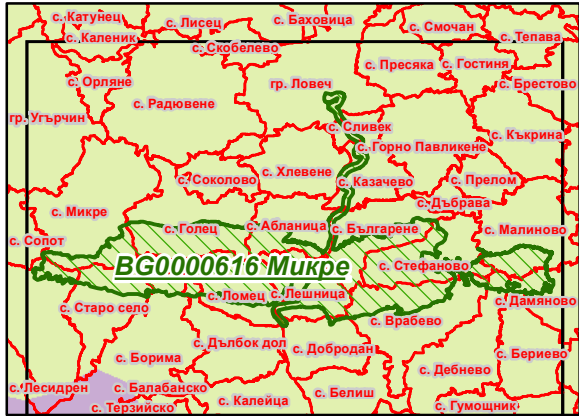 с. Катунец
с. Лисец
с. Баховица
с. Смочан
с. Каленик
с. Скобелево
с. Тепава
с. Пресяка
с. Гостиня
с. Орляне
гр. Ловеч
с. Брестово
с. Радювене
гр. Угърчин
с. Сливек
с. Къкрина
с. Горно Павликене
с. Хлевене
с. Соколово
с. Казачево
с. Прелом
с. Дъбрава
с. Микре
с. Голец
с. Абланица
с. Българене
с. Малиново
с. Сопот
BG0000616 Микре
с. Стефаново
с. Ломец
с. Лешница
с. Дамяново
с. Старо село
с. Врабево
с. Дълбок дол
с. Добродан
с. Борима
с. Бериево
с. Дебнево
с. Лесидрен
с. Балабанско
с. Калейца
с. Белиш
с. Терзийско
с. Гумощник